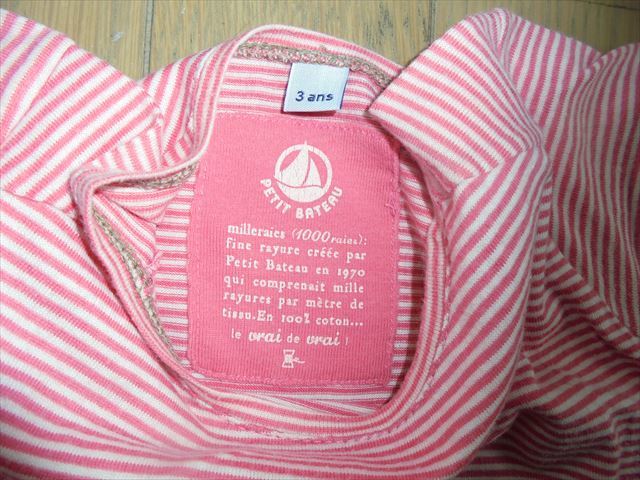 3 ans
PETIT BATEAU
milleraies (1000 raies):
fine rayure créée par
Petit Bateau en 1970
qui comprenait mille
rayures par mètre de
tissu.En 100% coton...
le vrai de vrai !